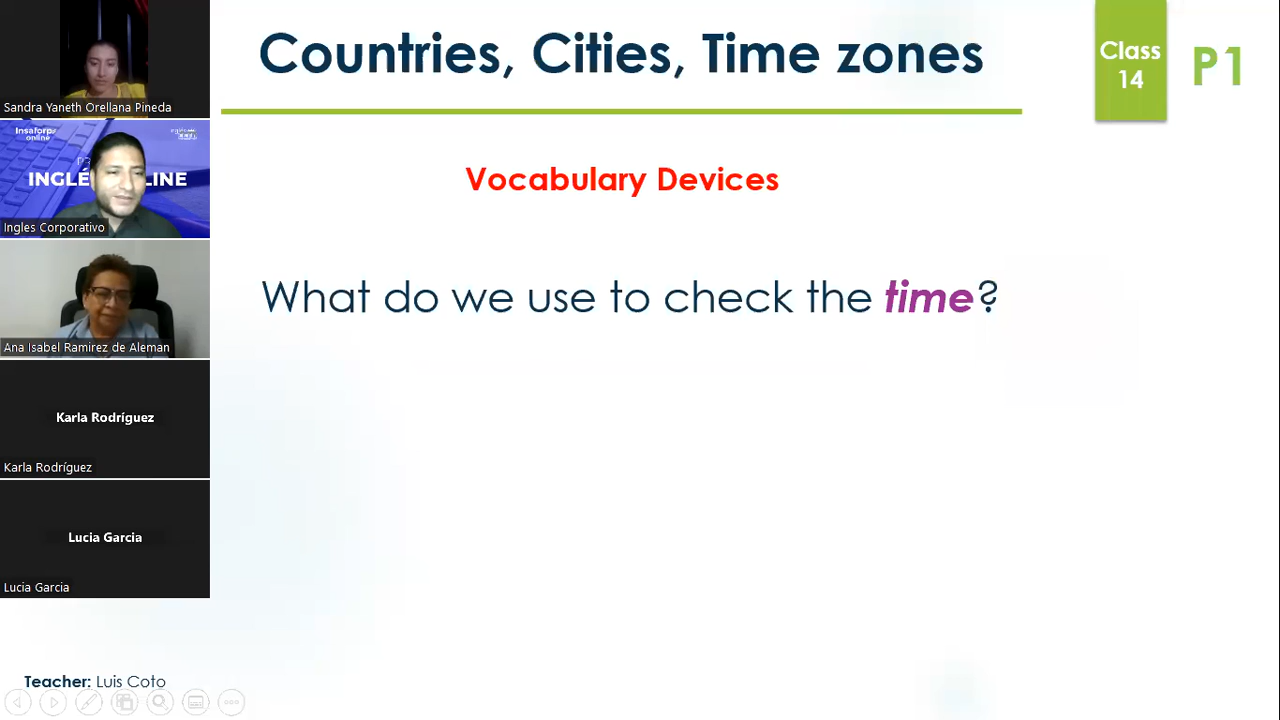 Countries, Cities, Time zones
Class
14
P1
Vocabulary Devices
What do we use to check the time?
Sandra Yaneth Orellana Pineda
Insaforp
online
INGLÉ
LINE
Ingles Corporativo
Ana Isabel Ramirez de Aleman
Karla Rodríguez
Karla Rodríguez
Lucia Garcia
Lucia Garcia
Teacher: Luis Coto